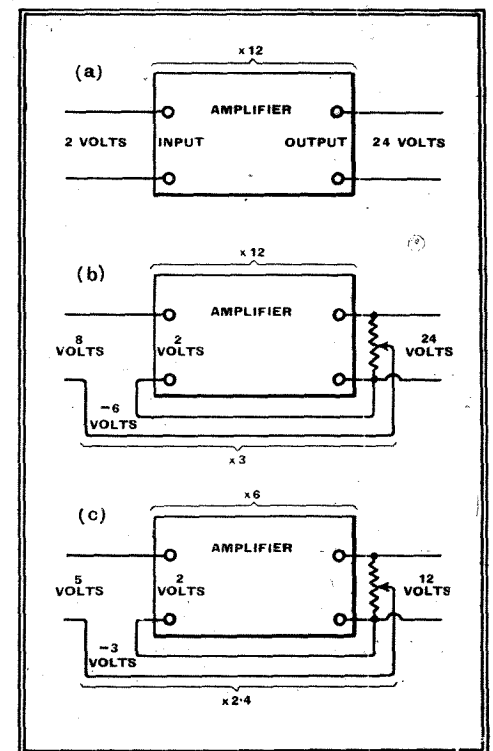 x 12
(a)
AMPLIFIER
2 VOLTS INPUT OUTPUT 24 VOLTS
x 12
(b)
AMPLIFIER
8 VOLTS 2 VOLTS 24 VOLTS
-6 VOLTS
x 3
x 6
(c)
AMPLIFIER
5 VOLTS 2 VOLTS 12 VOLTS
-3 VOLTS
x 2·4